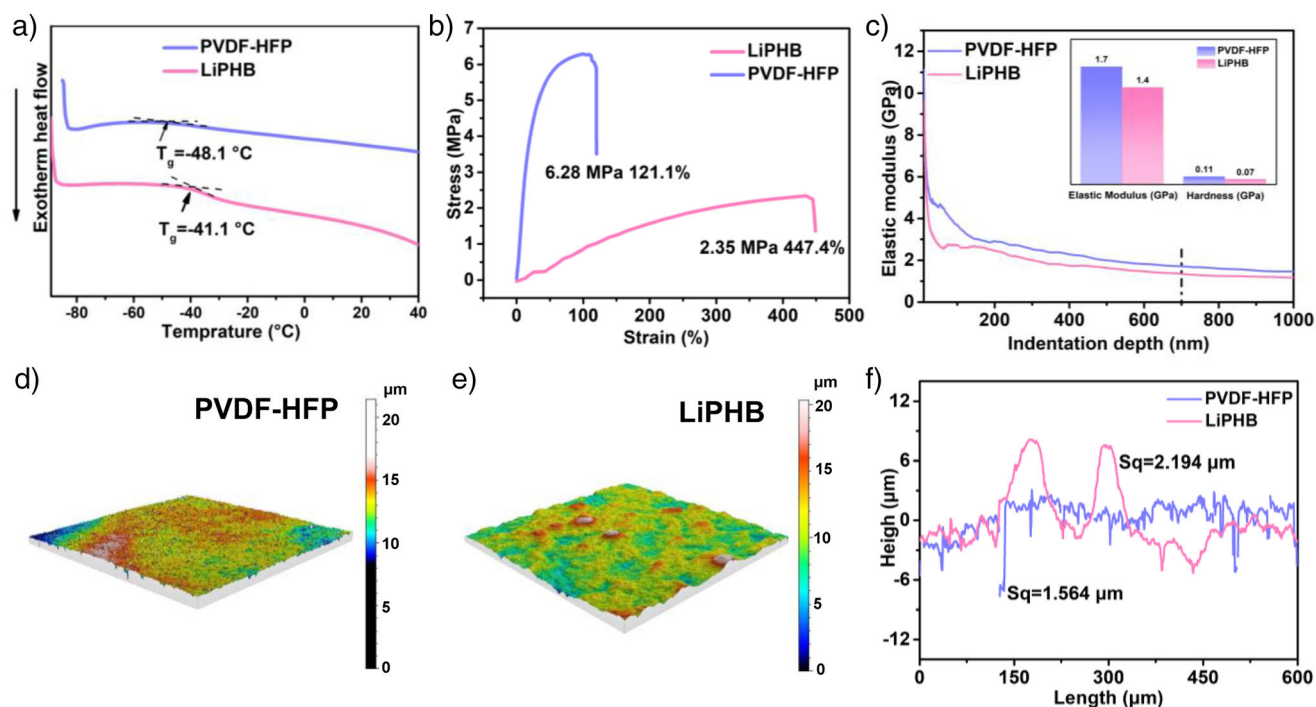 a)
PVDF-HFP
LiPHB
Exotherm heat flow
Tg=-48.1 °C
Tg=-41.1 °C
-80 -60 -40 -20 0 20 40
Temprature (°C)
b)
LiPHB
PVDF-HFP
Stress (MPa)
7
6
5
4
3
2
1
0
6.28 MPa 121.1%
2.35 MPa 447.4%
0 100 200 300 400 500
Strain (%)
c)
PVDF-HFP
LiPHB
Elastic modulus (GPa)
12
10
8
6
4
2
0
PVDF-HFP
LiPHB
1.7
1.4
0.11
0.07
Elastic Modulus (GPa) Hardness (GPa)
200 400 600 800 1000
Indentation depth (nm)
d)
PVDF-HFP
µm
20
15
10
5
0
e)
LiPHB
µm
20
15
10
5
0
f)
PVDF-HFP
LiPHB
Heigh (µm)
12
6
0
-6
-12
Sq=2.194 µm
Sq=1.564 µm
0 150 300 450 600
Length (µm)